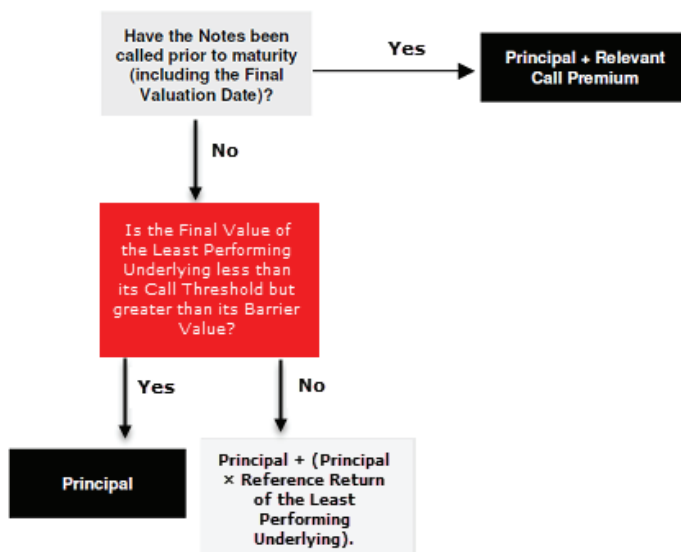 Have the Notes been
called prior to maturity
(including the Final
Valuation Date)?
Yes
Principal + Relevant
Call Premium
No
Is the Final Value of
the Least Performing
Underlying less than
its Call Threshold but
greater than its Barrier
Value?
Yes
No
Principal
Principal + (Principal
× Reference Return
of the Least
Performing
Underlying).